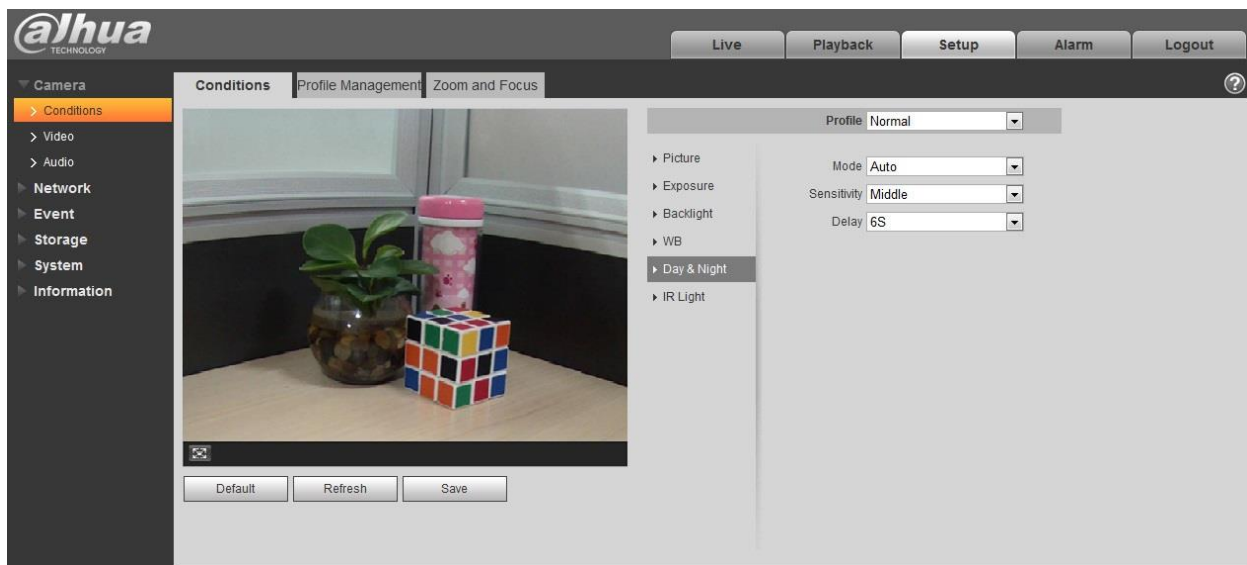 alhua
TECHNOLOGY
Live
Playback
Setup
Alarm
Logout
Camera
Conditions
Video
Audio
Network
Event
Storage
System
Information
Conditions
Profile Management
Zoom and Focus
?
Profile Normal
Picture
Exposure
Backlight
WB
Day & Night
IR Light
Mode Auto
Sensitivity Middle
Delay 6S
Default
Refresh
Save